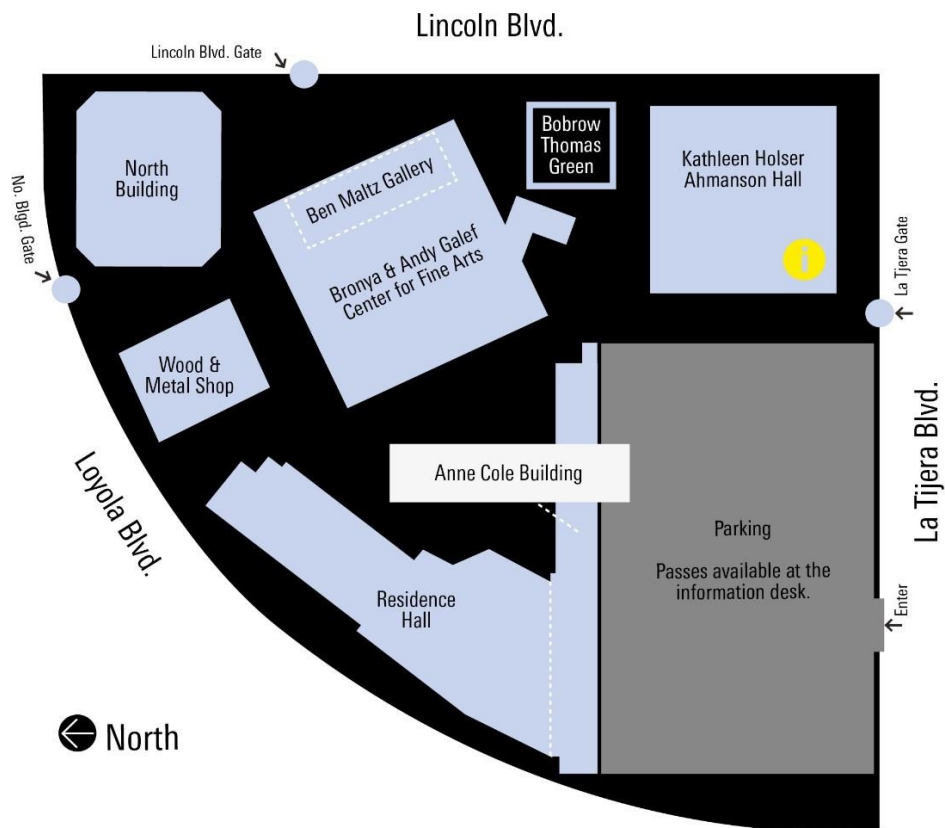 Lincoln Blvd.
Lincoln Blvd. Gate
North
Building
Ben Maltz Gallery
Bronya & Andy Galef
Center for Fine Arts
Bobrow
Thomas
Green
Kathleen Holser
Ahmanson Hall
i
No. Blgd. Gate
La Tjera Gate
Wood &
Metal Shop
Loyola Blvd.
La Tijera Blvd.
Anne Cole Building
Parking
Passes available at the
information desk.
Residence
Hall
Enter
North